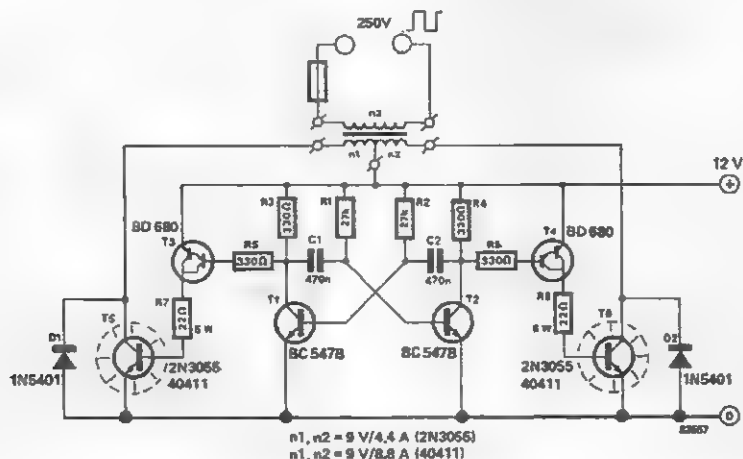 250V
n3
n1 n2
12 V
+
R3
330Ω
R1
27k
R2
27k
R4
330Ω
BD 680
T3
T4
BD 680
R5
330Ω
C1
470n
C2
470n
R6
330Ω
R7
22Ω
5 W
T1
T2
R8
22Ω
5 W
D1
1N5401
T5
2N3055
40411
BC 547B
BC 547B
2N3055
40411
T6
D2
1N5401
0
83557
n1, n2 = 9 V/4,4 A (2N3055)
n1, n2 = 9 V/8,8 A (40411)